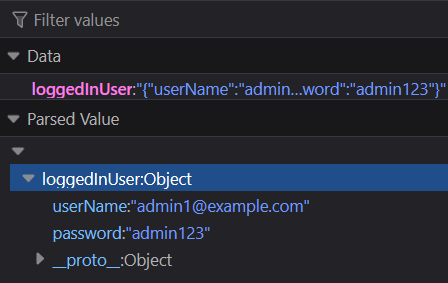 Filter values
Data
loggedInUser:"{"userName":"admin...word":"admin123"}"
Parsed Value
loggedInUser:Object
userName:"admin1@example.com"
password:"admin123"
__proto__:Object